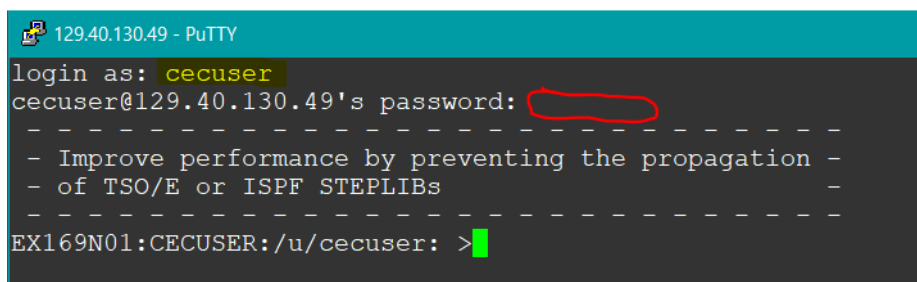 129.40.130.49 - PuTTY
login as: cecuser
cecuser@129.40.130.49's password:
- - - - - - - - - - - - - - - - - - - - - - - - - - -
- Improve performance by preventing the propagation -
- of TSO/E or ISPF STEPLIBs -
- - - - - - - - - - - - - - - - - - - - - - - - - - -
EX169N01:CECUSER:/u/cecuser: >